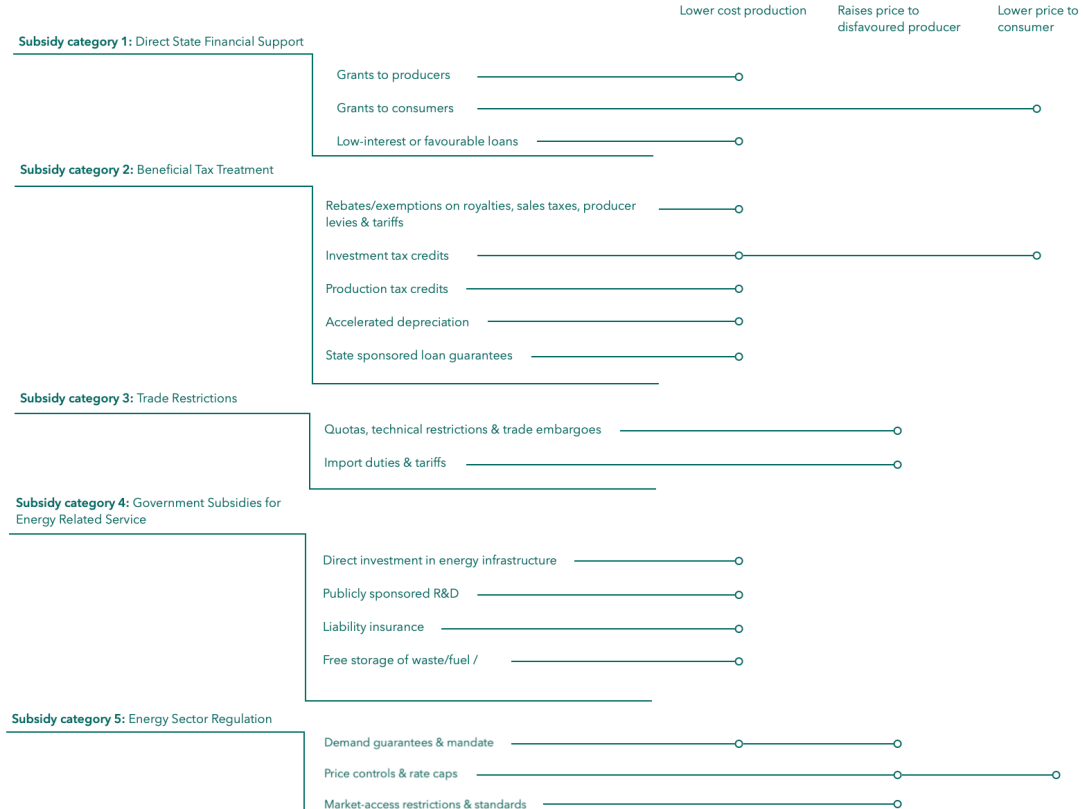 Lower cost production
Raises price to
disfavoured producer
Lower price to
consumer
Subsidy category 1: Direct State Financial Support
Grants to producers
Grants to consumers
Low-interest or favourable loans
Subsidy category 2: Beneficial Tax Treatment
Rebates/exemptions on royalties, sales taxes, producer
levies & tariffs
Investment tax credits
Production tax credits
Accelerated depreciation
State sponsored loan guarantees
Subsidy category 3: Trade Restrictions
Quotas, technical restrictions & trade embargoes
Import duties & tariffs
Subsidy category 4: Government Subsidies for
Energy Related Service
Direct investment in energy infrastructure
Publicly sponsored R&D
Liability insurance
Free storage of waste/fuel /
Subsidy category 5: Energy Sector Regulation
Demand guarantees & mandate
Price controls & rate caps
Market-access restrictions & standards